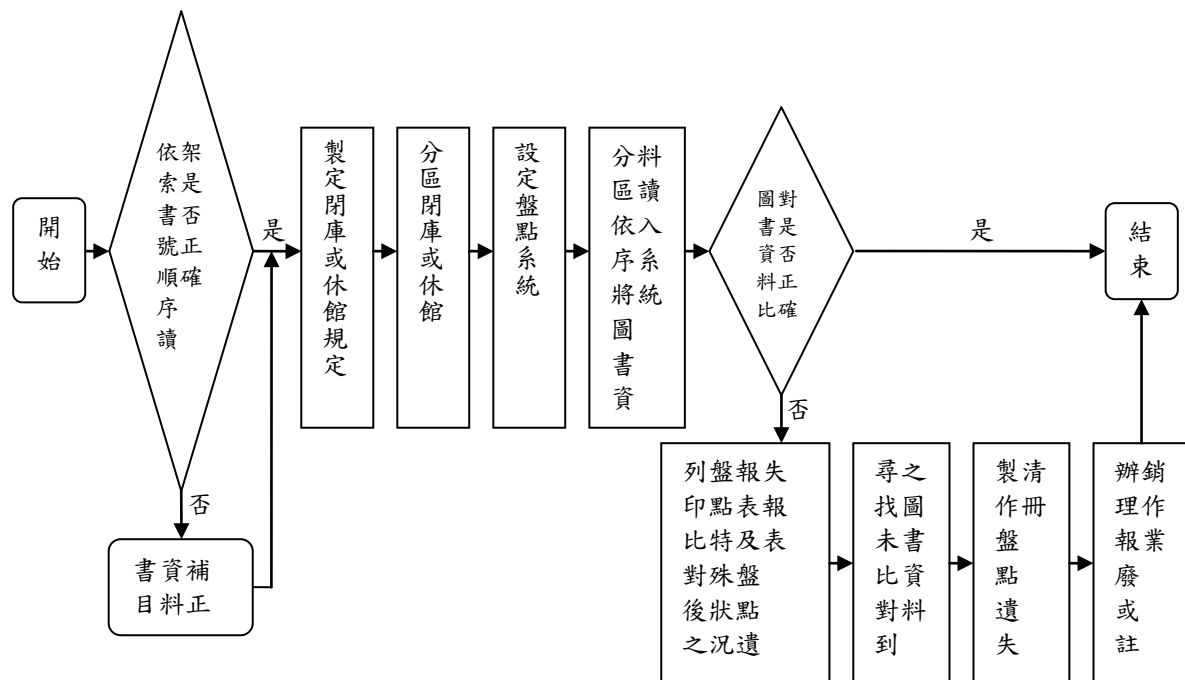 開始
依索書號順序讀
架是否正確
是
否
書目
資料
補正
製定閉庫或休館規定
分區閉庫或休館
設定盤點系統
分區依序將圖書資
料讀入系統
圖書資料比
對是否正確
是
結束
否
列印比對後之
盤點特殊狀況
報表及盤點遺
失報表
尋找未比對到
之圖書資料
製作盤點遺失
清冊
辦理報廢或註
銷作業